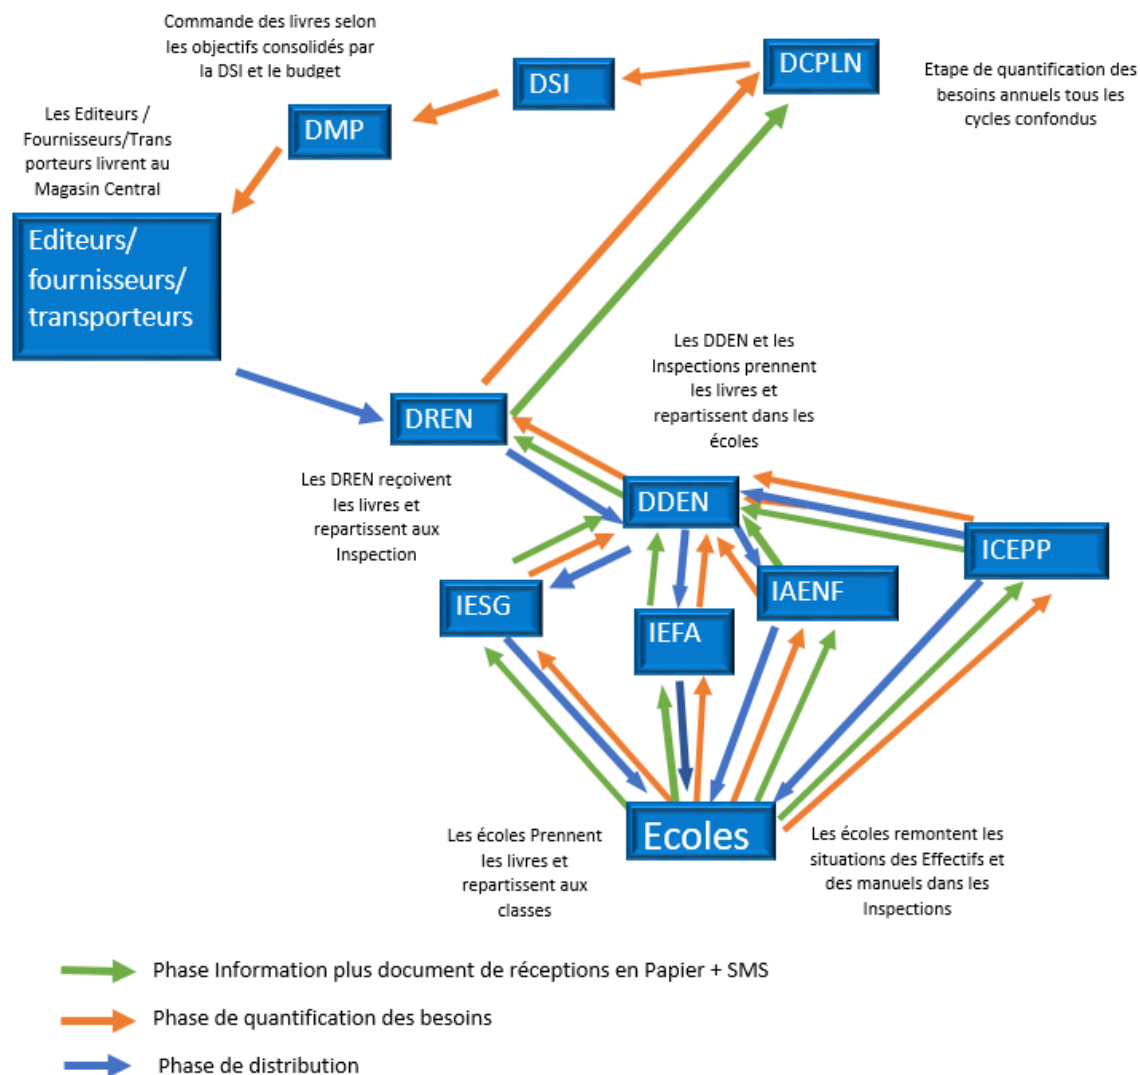 Commande des livres selon
les objectifs consolidés par
la DSI et le budget
DCPLN
DSI
Etape de quantification des
besoins annuels tous les
cycles confondus
Les Editeurs /
Fournisseurs/Trans
porteurs livrent au
Magasin Central
DMP
Editeurs/
fournisseurs/
transporteurs
Les DDEN et les
Inspections prennent
les livres et
repartissent dans les
écoles
DREN
Les DREN reçoivent
les livres et
repartissent aux
Inspection
DDEN
ICEPP
IESG
IEFA
IAENF
Ecoles
Les écoles Prennent
les livres et
repartissent aux
classes
Les écoles remontent les
situations des Effectifs et
des manuels dans les
Inspections
Phase Information plus document de réceptions en Papier + SMS
Phase de quantification des besoins
Phase de distribution